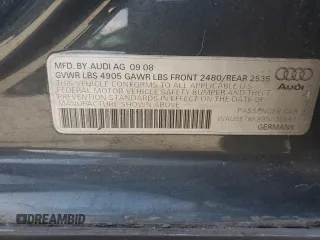 MFD. BY AUDI AG 09 08
GVWR LBS 4905 GAWR LBS FRONT 2480/REAR 2535
THIS VEHICLE CONFORMS TO ALL APPLICABLE U.S.
FEDERAL MOTOR VEHICLE SAFETY BUMPER AND THEFT
PREVENTION STANDARDS IN EFFECT ON THE DATE OF
MANUFACTURE SHOWN ABOVE
Audi
PASSENGER CAR
GERMANY
DREAMBID